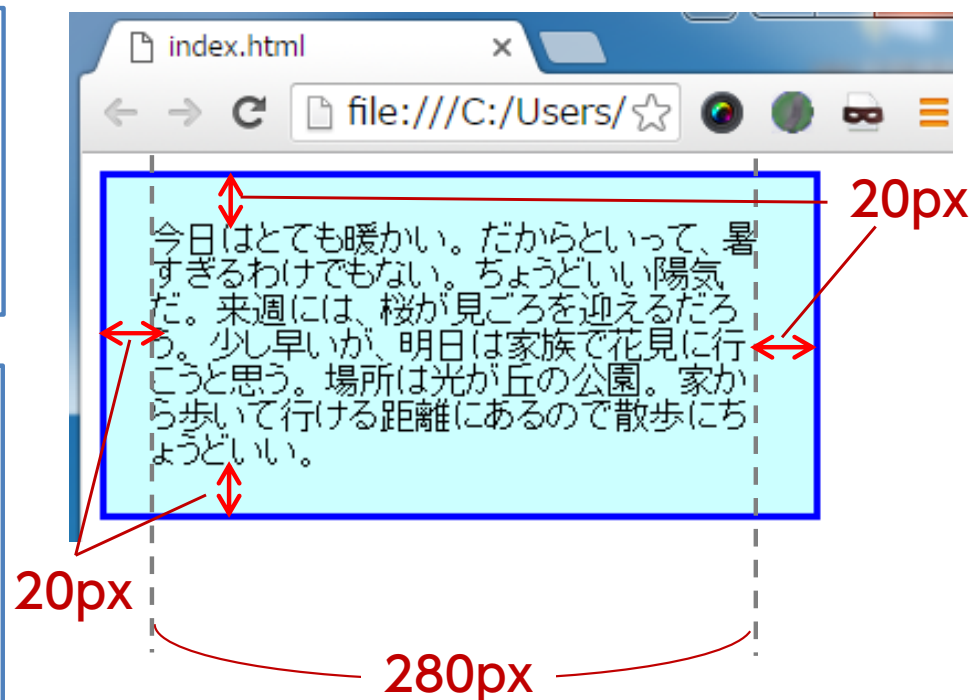 index.html
file:///C:/Users/
20px
今日はとても暖かい。だからといって、暑
すぎるわけでもない。ちょうどいい陽気
だ。来週には、桜が見ごろを迎えるだろ
う。少し早いが、明日は家族で花見に行
こうと思う。場所は光が丘の公園。家か
ら歩いて行ける距離にあるので散歩にち
ょうどいい。
20px
280px